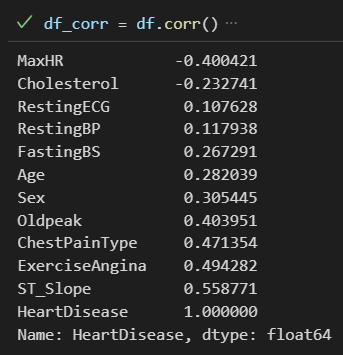 df_corr = df.corr() ...
MaxHR -0.400421
Cholesterol -0.232741
RestingECG 0.107628
RestingBP 0.117938
FastingBS 0.267291
Age 0.282039
Sex 0.305445
Oldpeak 0.403951
ChestPainType 0.471354
ExerciseAngina 0.494282
ST_Slope 0.558771
HeartDisease 1.000000
Name: HeartDisease, dtype: float64